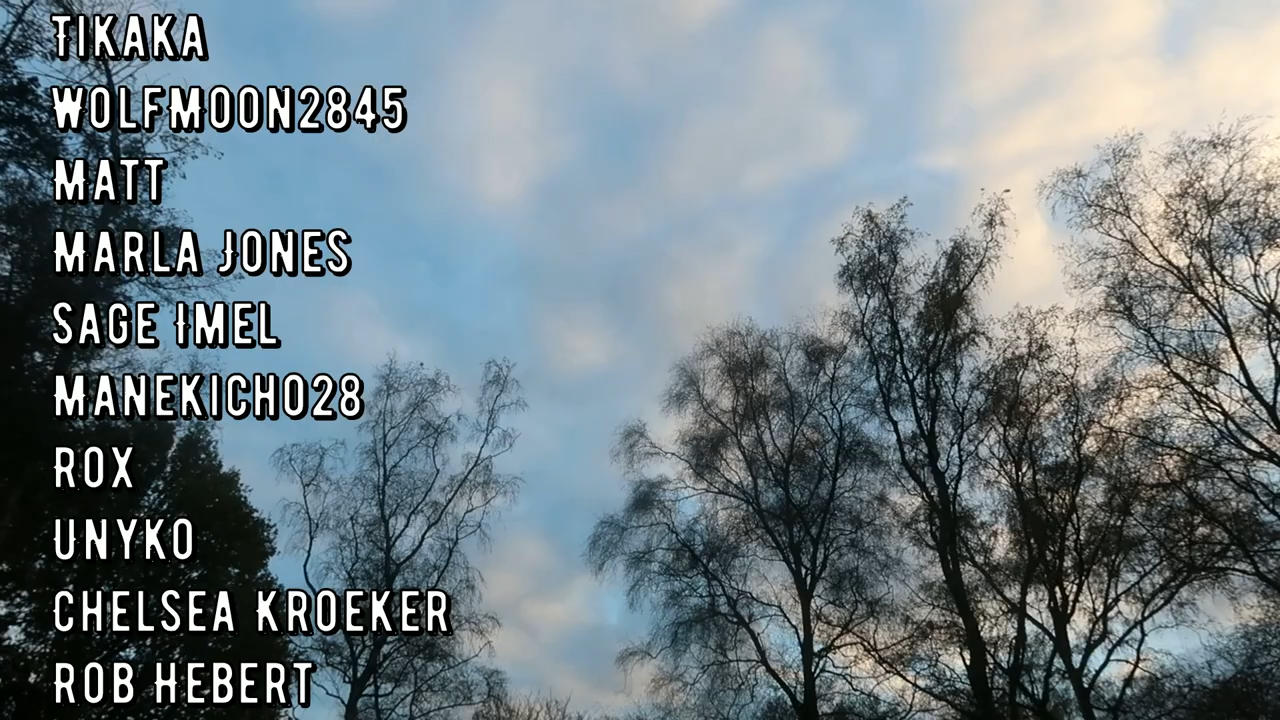 Tikaka
WolfMoon2845
Matt
Marla Jones
sage Imel
Manekicho28
Rox
Unyko
Chelsea Kroeker
Rob Hebert